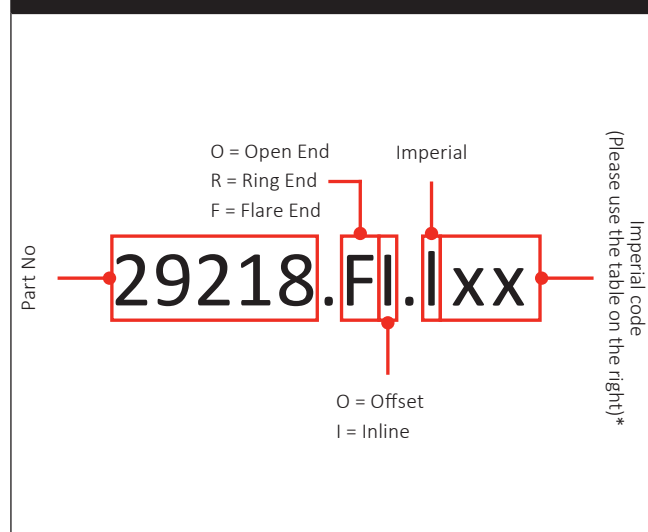 O = Open End
R = Ring End
F = Flare End
Imperial
Part No
29218.FI.Ixx
Imperial code
(Please use the table on the right)*
O = Offset
I = Inline